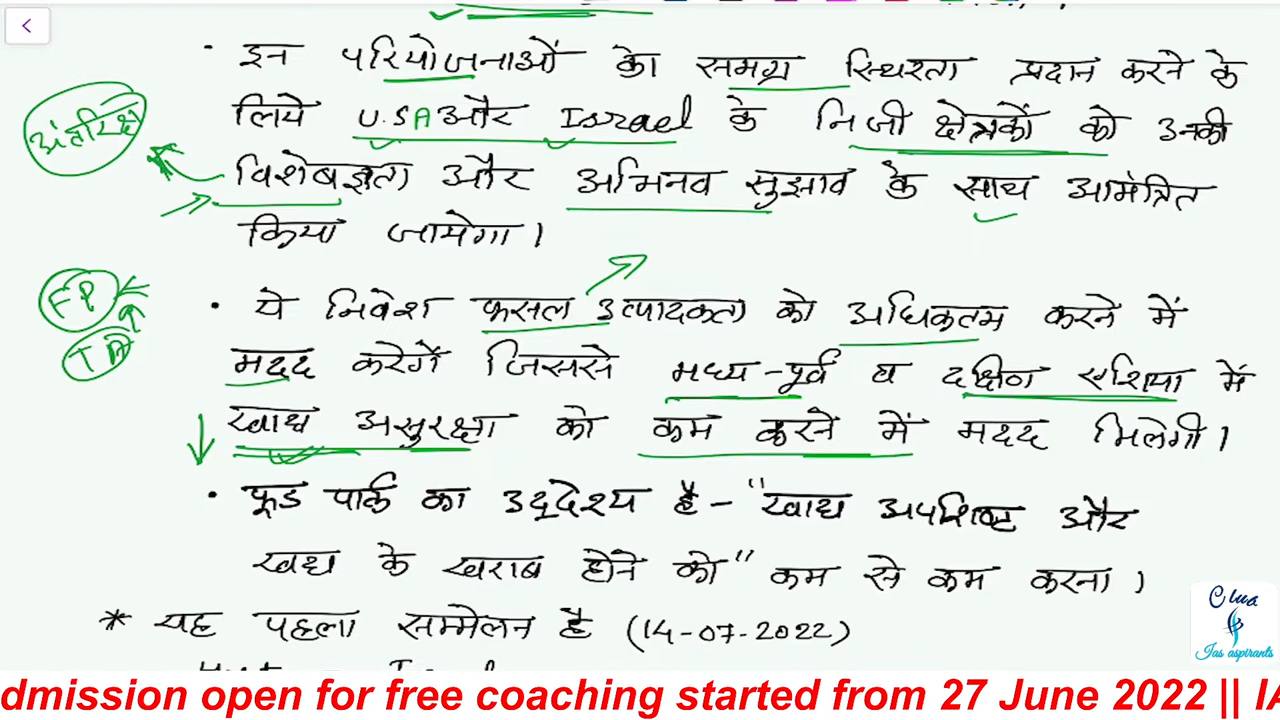 इन परियोजनाओं को समग्र स्थिरता प्रदान करने के
अंतरिक्ष
लिये U.SAऔर Israel के निजी क्षेत्रकों को उनकी
विशेषज्ञता और अभिनव सुझाव के साथ आमंत्रित
किया जायेगा।
FP
• ये निवेश फसल उत्पादकता को अधिकतम करने में
मदद करेगें जिससे मध्य-पूर्व व दक्षिण एशिया में
खाद्य असुरक्षा को कम करने में मदद मिलेगी।
• फूड पार्क का उद्देश्य है- "खाद्य अपशिष्ट और
खाद्य के खराब होने को" कम से कम करना।
* यह पहला सम्मेलन है (14-07-2022)
Ias aspirants
dmission open for free coaching started from 27 June 2022 || IA